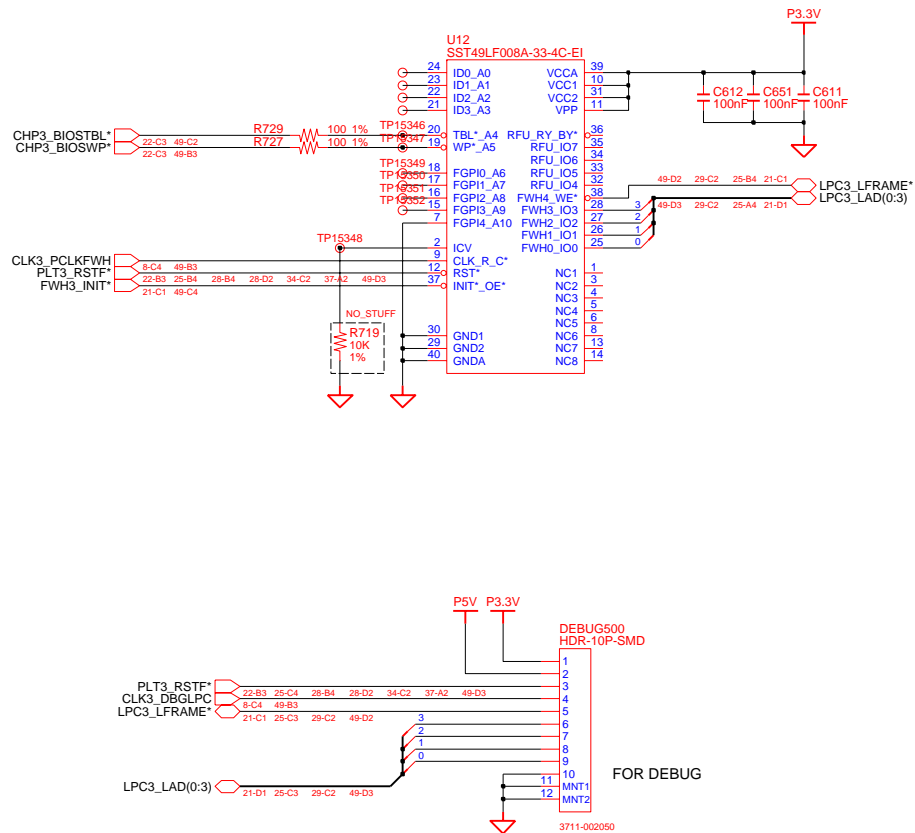 P3.3V
U12
SST49LF008A-33-4C-EI
24 ID0_A0 VCCA 39
23 ID1_A1 VCC1 10
22 ID2_A2 VCC2 31
21 ID3_A3 VPP 11
C612 C651 C611
100nF 100nF 100nF
CHP3_BIOSTBL* R729 100 1% TP15346 20 TBL*_A4 RFU_RY_BY* 36
22-C3 49-C2
CHP3_BIOSWP* R727 100 1% TP15347 19 WP*_A5 RFU_IO7 35
22-C3 49-B3
RFU_IO6 34
TP15349 18 FGPI0_A6 RFU_IO5 33
TP15350 17 FGPI1_A7 RFU_IO4 32
TP15351 16 FGPI2_A8 FWH4_WE* 38 49-D2 29-C2 25-B4 21-C1 LPC3_LFRAME*
TP15352 15 FGPI3_A9 FWH3_IO3 28 3 49-D3 29-C2 25-A4 21-D1 LPC3_LAD(0:3)
7 FGPI4_A10 FWH2_IO2 27 2
FWH1_IO1 26 1
TP15348 2 ICV FWH0_IO0 25 0
CLK3_PCLKFWH 9 CLK_R_C*
8-C4 49-B3
PLT3_RSTF* 12 RST* NC1 1
22-B3 25-B4 28-B4 28-D2 34-C2 37-A2 49-D3
FWH3_INIT* 37 INIT*_OE* NC2 3
21-C1 49-C4
NC3 4
NC4 5
NO_STUFF
NC5 6
R719 30 GND1 NC6 8
10K 29 GND2 NC7 13
1% 40 GNDA NC8 14
P5V P3.3V
DEBUG500
HDR-10P-SMD
1
2
PLT3_RSTF* 3
22-B3 25-C4 28-B4 28-D2 34-C2 37-A2 49-D3
CLK3_DBGLPC 4
8-C4 49-B3
LPC3_LFRAME* 5
21-C1 25-C3 29-C2 49-D2
3 6
2 7
1 8
0 9
10
LPC3_LAD(0:3) 11 MNT1
21-D1 25-C3 29-C2 49-D3
12 MNT2
FOR DEBUG
3711-002050